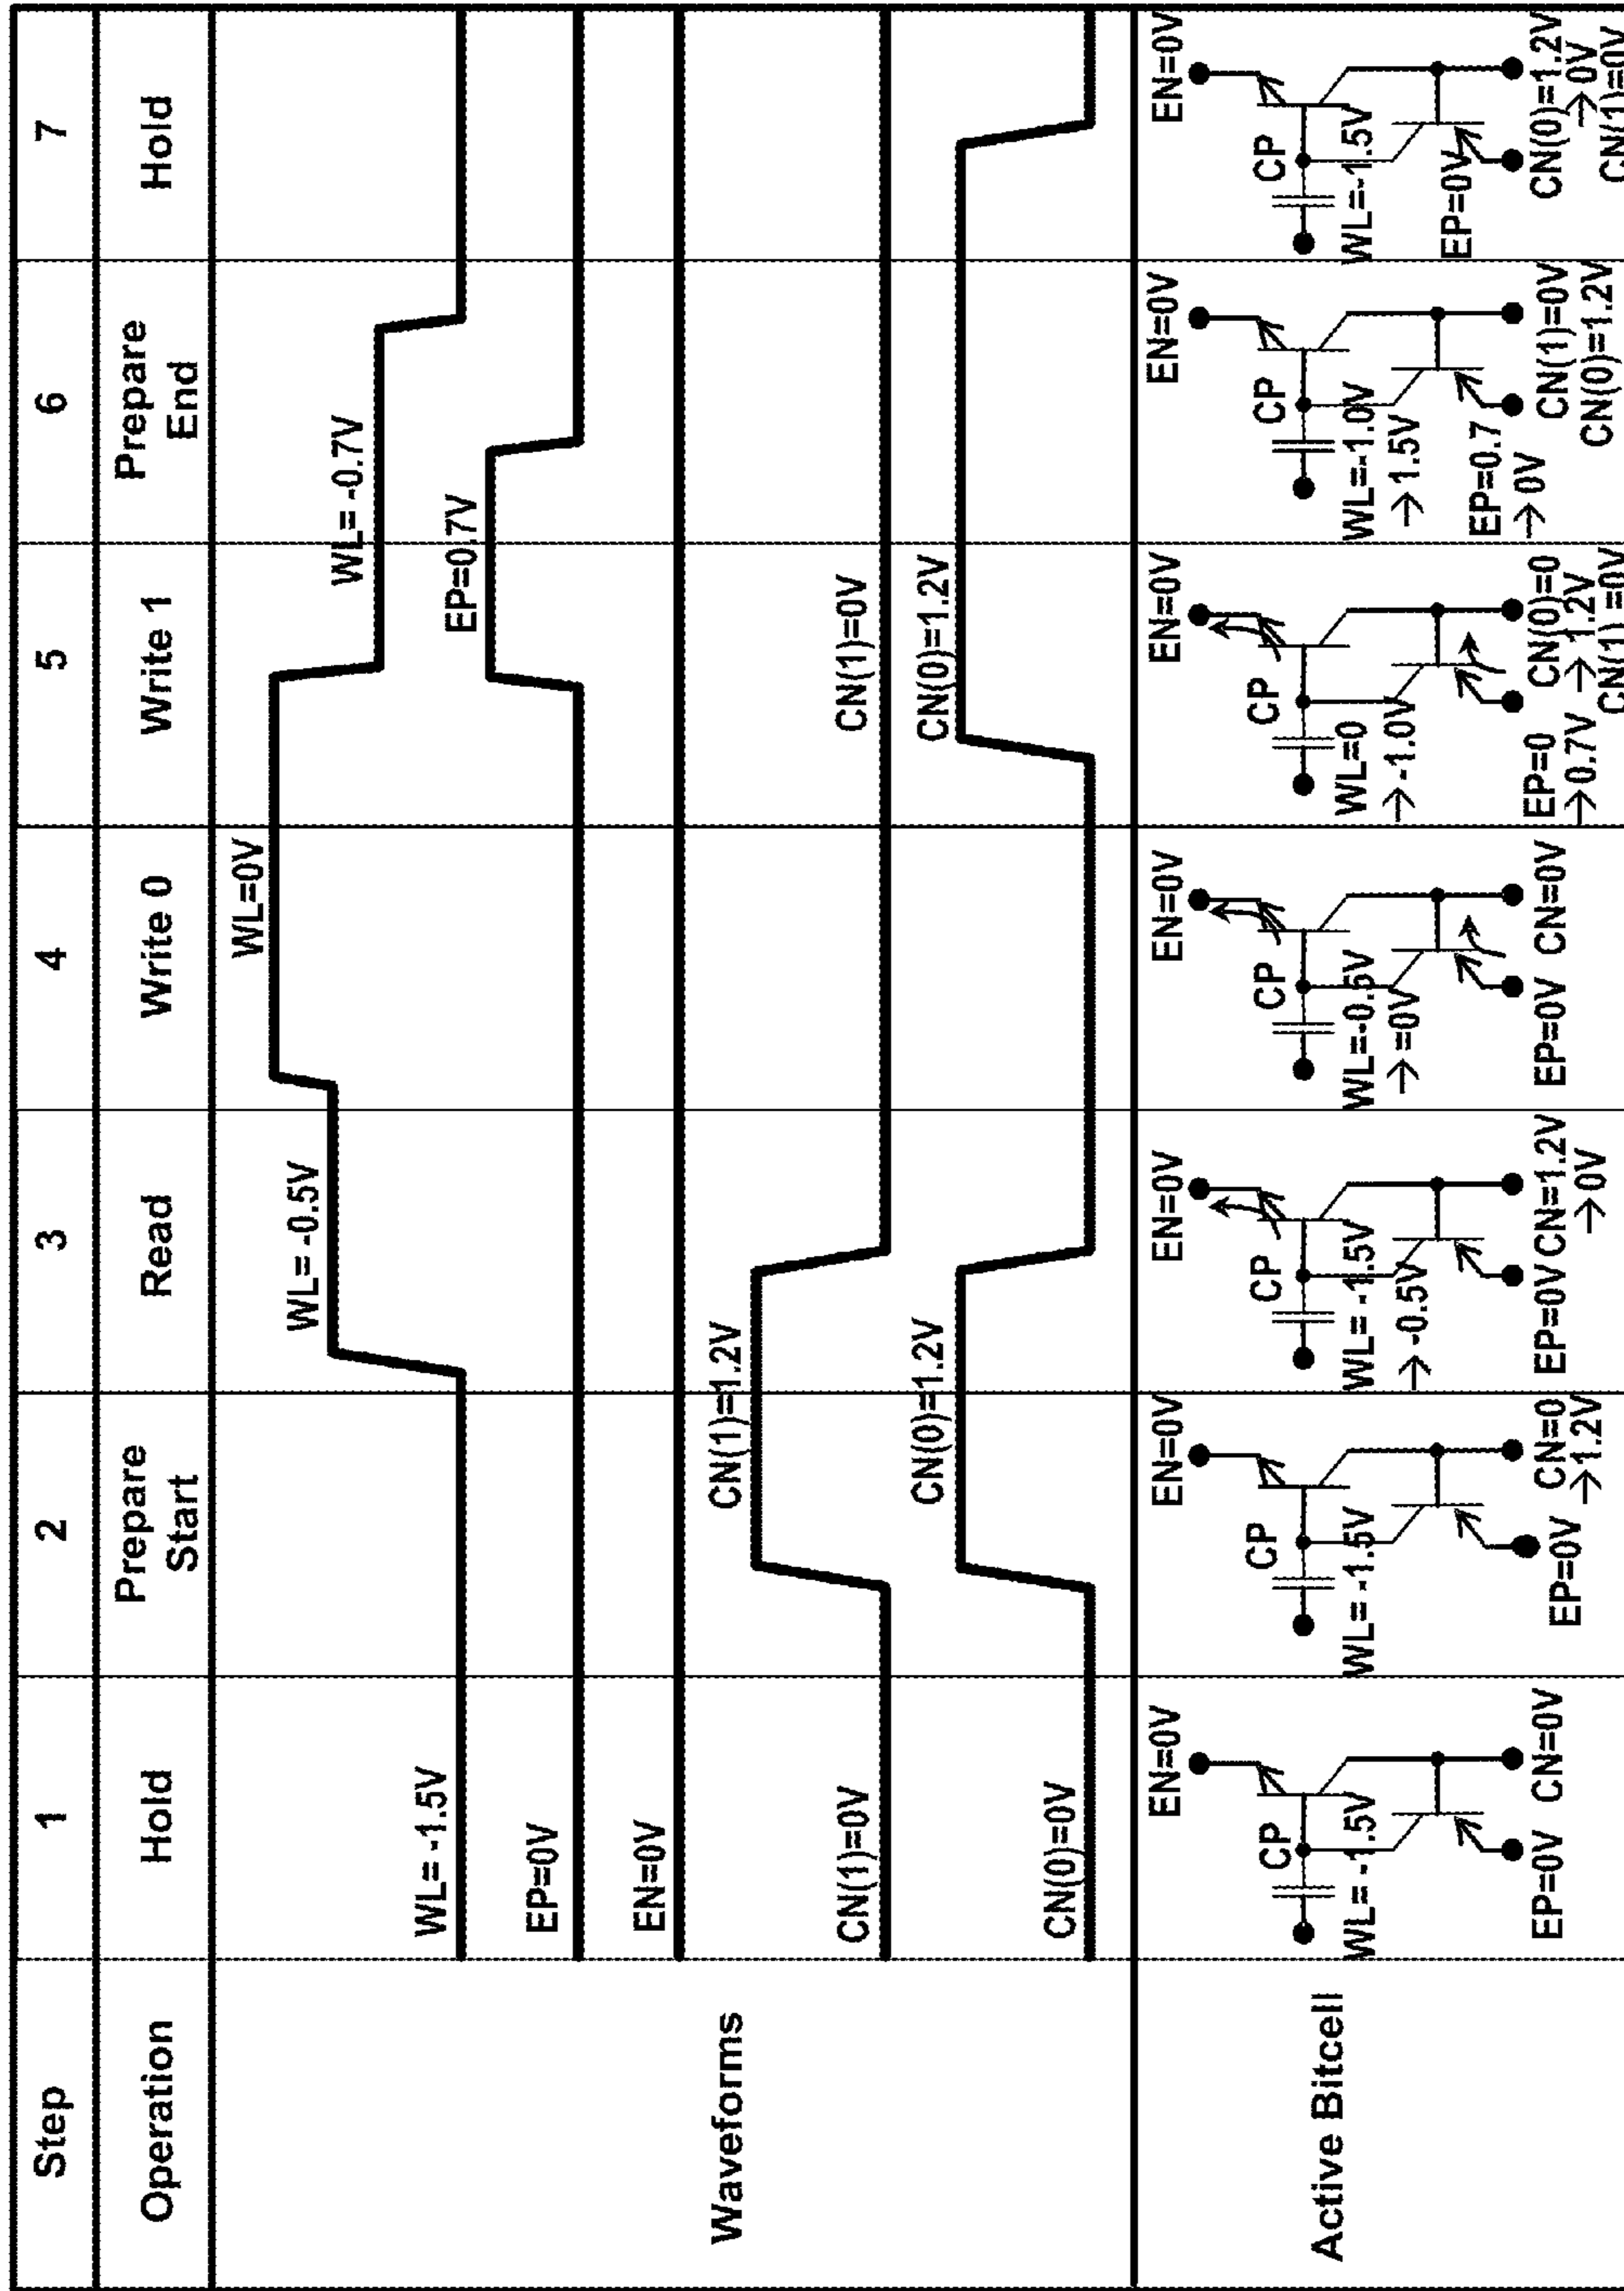 Step
1
2
3
4
5
6
7
Operation
Hold
Prepare
Start
Read
Write 0
Write 1
Prepare
End
Hold
Waveforms
WL= -1.5V
WL= -0.5V
WL=0V
WL= -0.7V
EP=0V
EP=0.7V
EN=0V
CN(1)=0V
CN(1)=1.2V
CN(1)=0V
CN(0)=0V
CN(0)=1.2V
CN(0)=1.2V
Active Bitcell
EN=0V
CP
WL= -1.5V
EP=0V CN=0V
EN=0V
CP
WL= -1.5V
EP=0V
CN=0
→1.2V
EN=0V
CP
WL= -1.5V
→ -0.5V
EP=0V CN=1.2V
→0V
EN=0V
CP
WL=-0.5V
→=0V
EP=0V CN=0V
EN=0V
CP
WL=0
→-1.0V
EP=0
→0.7V
CN(0)=0
→ 1.2V
CN(1) =0V
EN=0V
CP
WL=-1.0V
→1.5V
EP=0.7
→0V
CN(1)=0V
CN(0)=1.2V
EN=0V
CP
WL=-1.5V
EP=0V
CN(0)=1.2V
→0V
CN(1)=0V